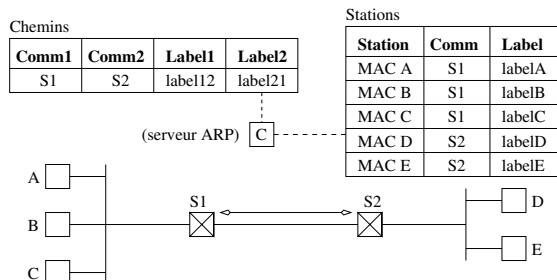 Chemins
Comm1 Comm2 Label1 Label2
S1 S2 label12 label21
Stations
Station Comm Label
MAC A S1 labelA
MAC B S1 labelB
MAC C S1 labelC
MAC D S2 labelD
MAC E S2 labelE
(serveur ARP) C
A
B
C
S1 S2
D
E